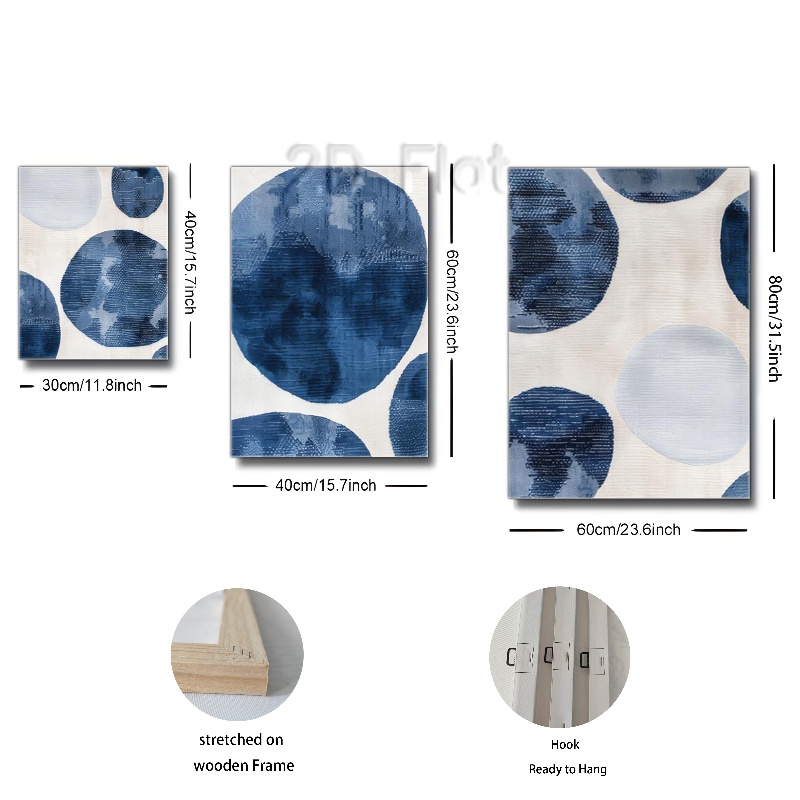 2D Flat
40cm/15.7inch
30cm/11.8inch
60cm/23.6inch
40cm/15.7inch
80cm/31.5inch
60cm/23.6inch
stretched on
wooden Frame
Hook
Ready to Hang